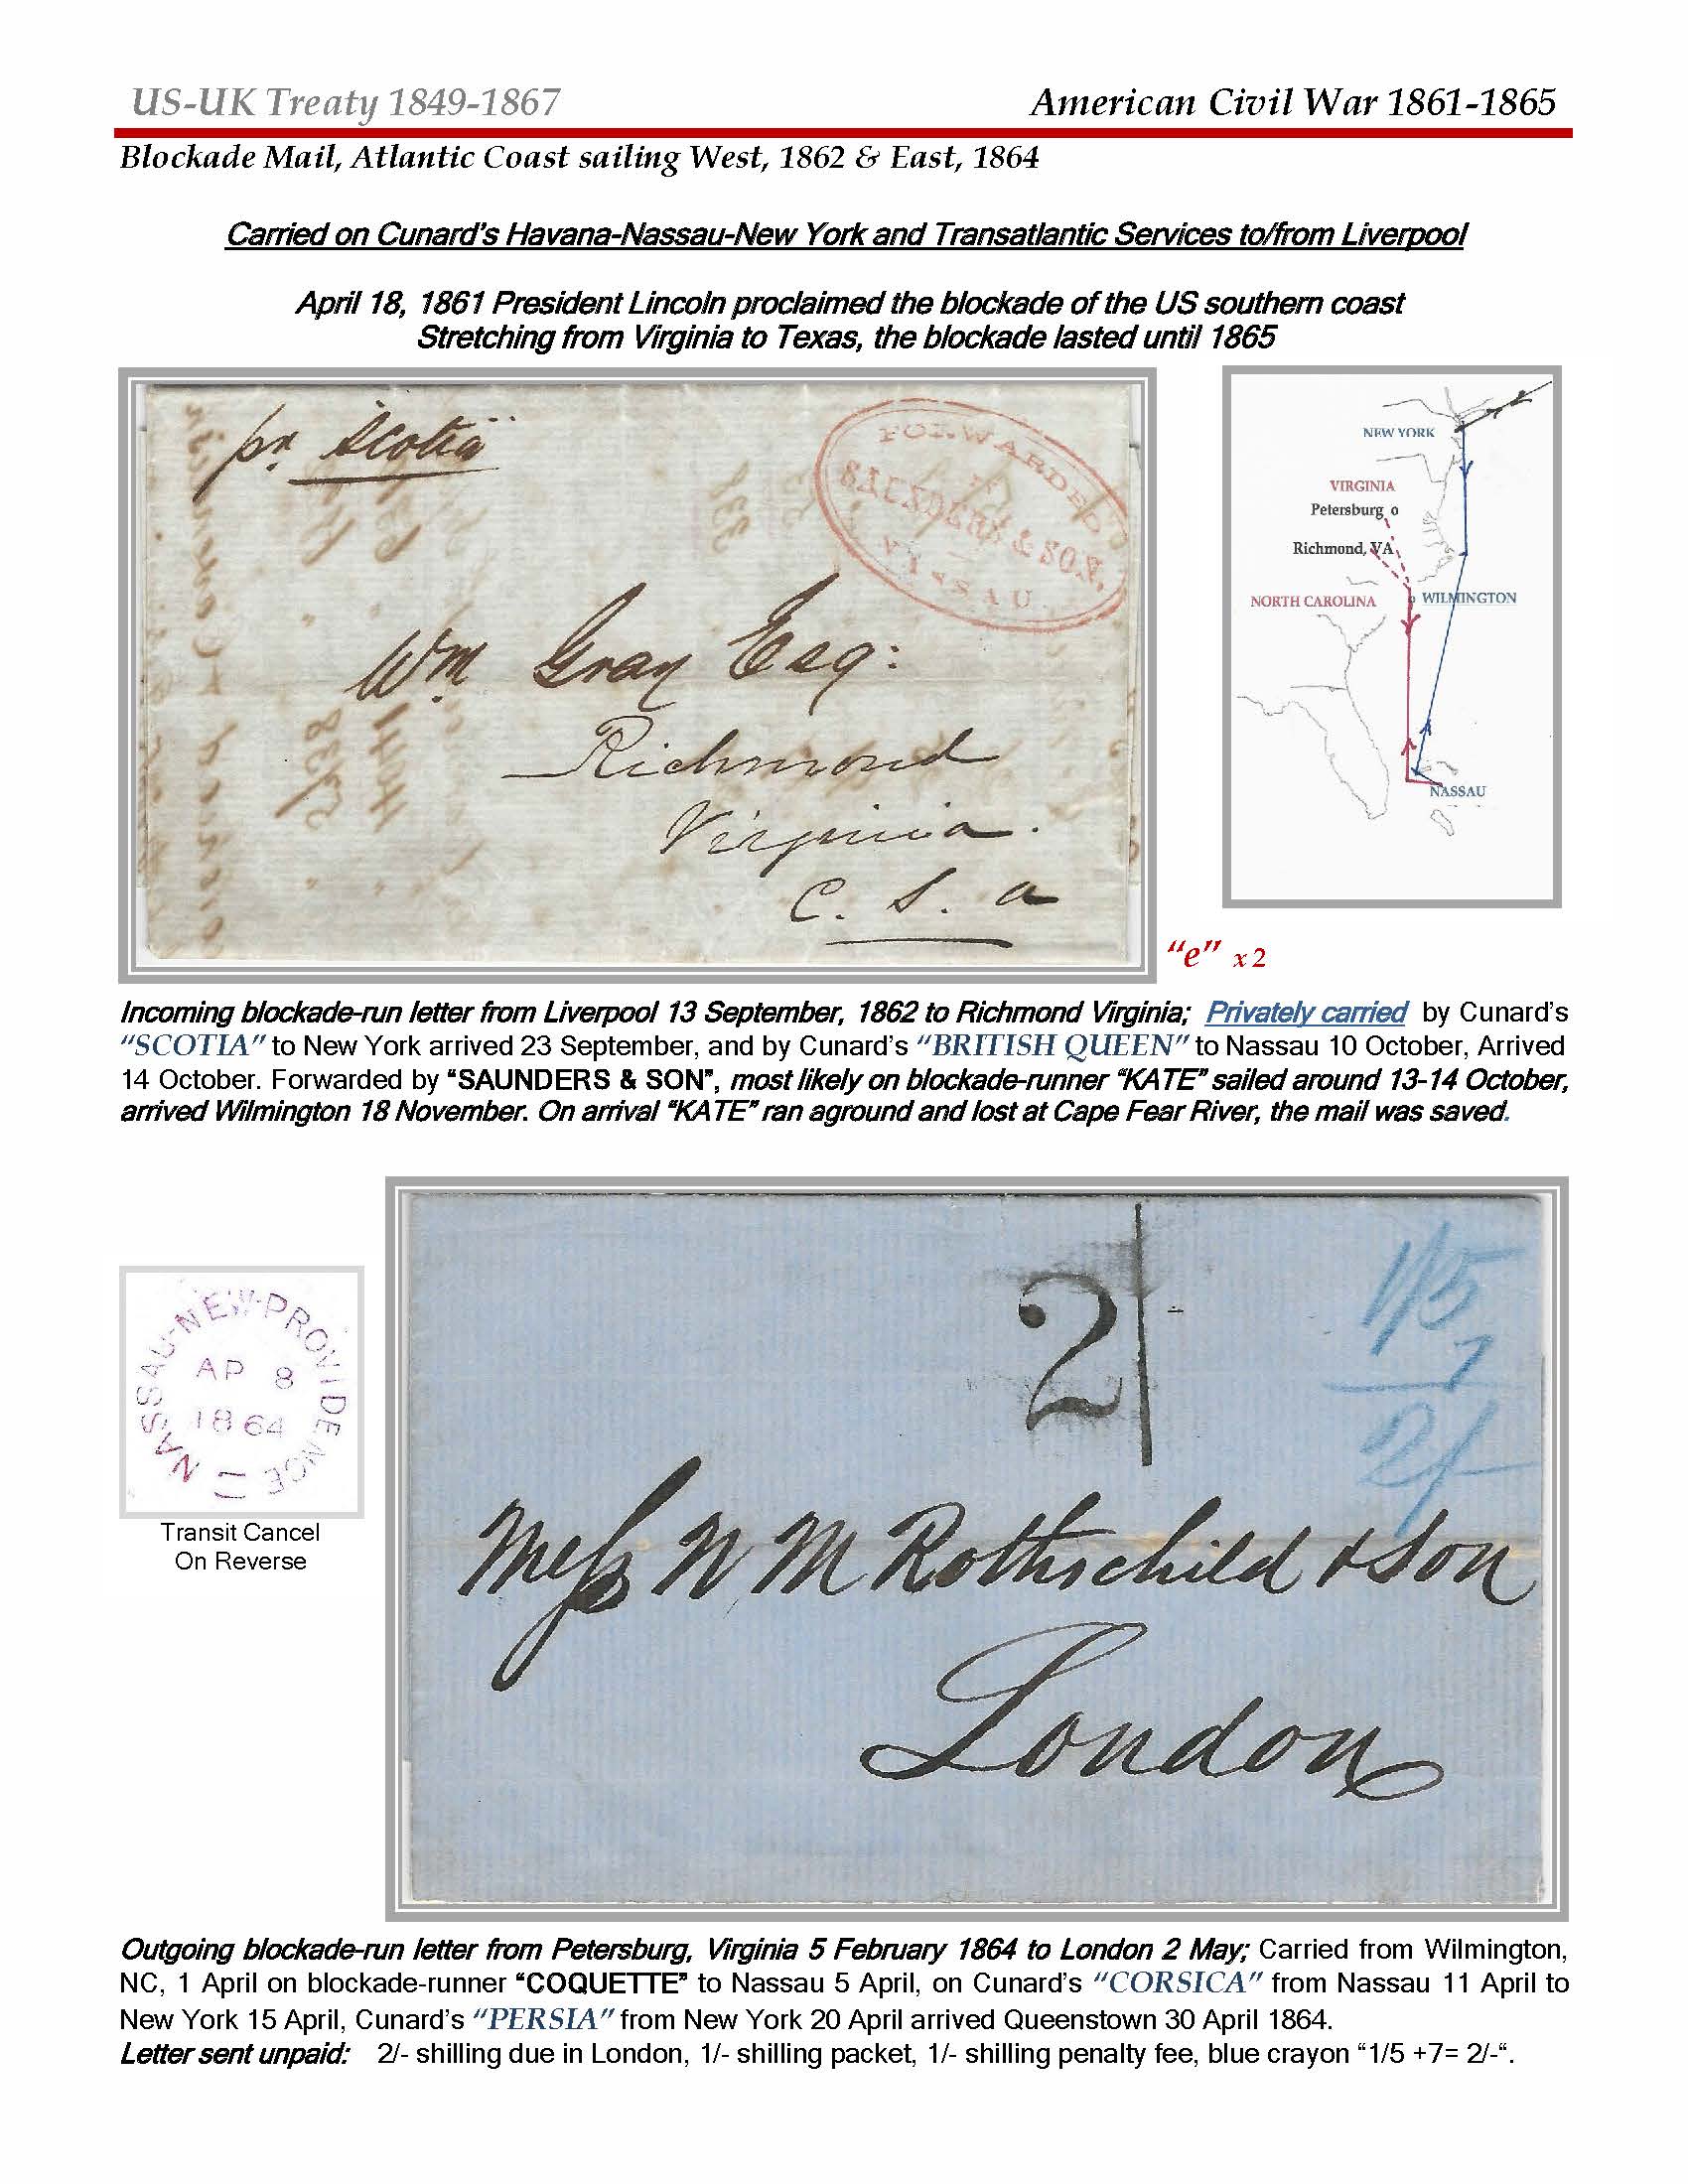 US-UK Treaty 1849-1867 American Civil War 1861-1865
Blockade Mail, Atlantic Coast sailing West, 1862 & East, 1864
Carried on Cunard's Havana-Nassau-New York and Transatlantic Services to/from Liverpool
April 18, 1861 President Lincoln proclaimed the blockade of the US southern coast
Stretching from Virginia to Texas, the blockade lasted until 1865
pr Scotia
FORWARDED
SAUNDERS & SON,
NASSAU
Wm Gray Esq:
Richmond
Virginia.
C. S. a
NEW YORK
VIRGINIA
Petersburg o
Richmond, VA
NORTH CAROLINA
WILMINGTON
NASSAU
"e" x 2
Incoming blockade-run letter from Liverpool 13 September, 1862 to Richmond Virginia; Privately carried by Cunard's
"SCOTIA" to New York arrived 23 September, and by Cunard's "BRITISH QUEEN" to Nassau 10 October, Arrived
14 October. Forwarded by "SAUNDERS & SON", most likely on blockade-runner "KATE" sailed around 13-14 October,
arrived Wilmington 18 November. On arrival "KATE" ran aground and lost at Cape Fear River, the mail was saved.
NASSAU-NEW-PROVIDENCE
AP 8
1864
Transit Cancel
On Reverse
2/-
1/5
7
2/-
Mess N M Rothschild & Son
London
Outgoing blockade-run letter from Petersburg, Virginia 5 February 1864 to London 2 May; Carried from Wilmington,
NC, 1 April on blockade-runner "COQUETTE" to Nassau 5 April, on Cunard's "CORSICA" from Nassau 11 April to
New York 15 April, Cunard's "PERSIA" from New York 20 April arrived Queenstown 30 April 1864.
Letter sent unpaid: 2/- shilling due in London, 1/- shilling packet, 1/- shilling penalty fee, blue crayon "1/5 +7= 2/-".